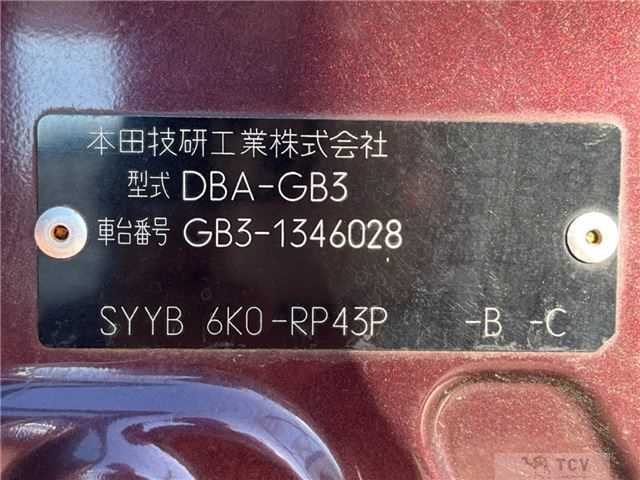 本田技研工業株式会社
型式 DBA-GB3
車台番号 GB3-1346028
SYYB 6K0-RP43P -B -C
TCV